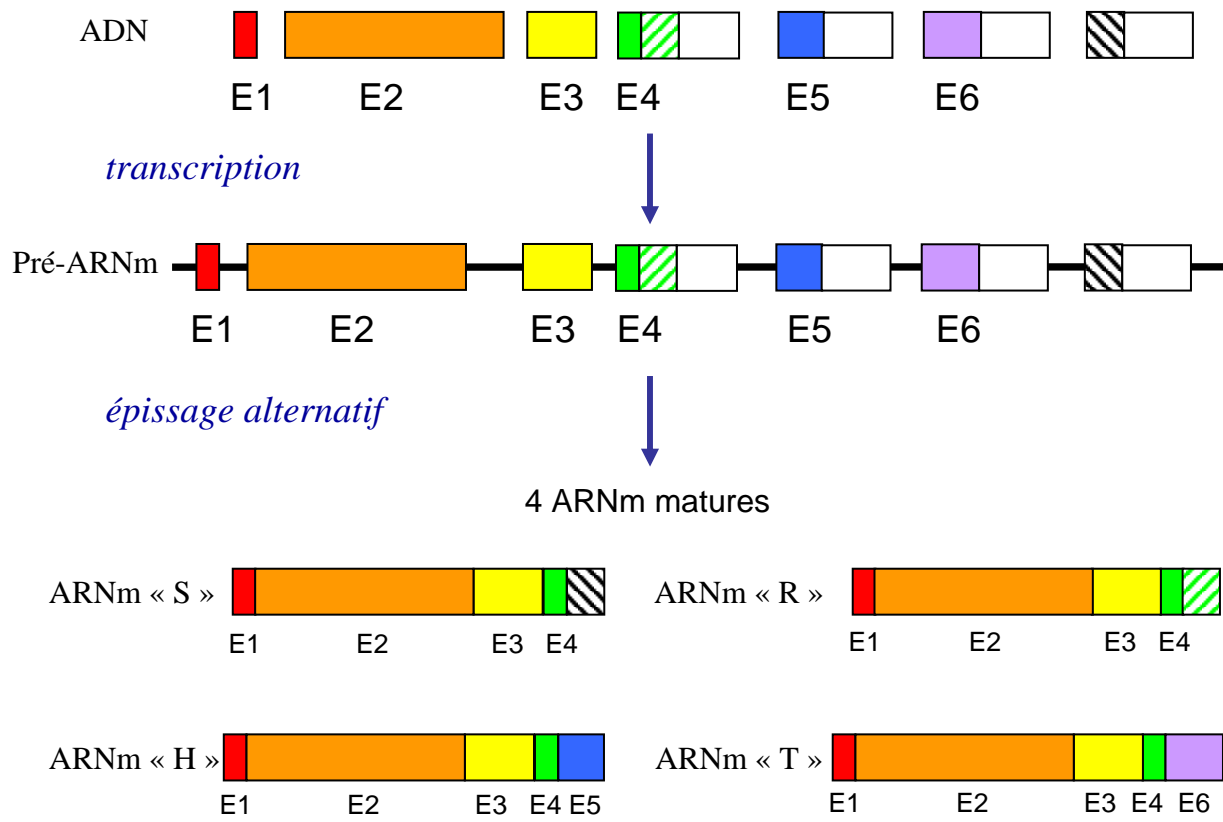 ADN
E1 E2 E3 E4 E5 E6
transcription
Pré-ARNm
E1 E2 E3 E4 E5 E6
épissage alternatif
4 ARNm matures
ARNm « S »
E1 E2 E3 E4
ARNm « R »
E1 E2 E3 E4
ARNm « H »
E1 E2 E3 E4 E5
ARNm « T »
E1 E2 E3 E4 E6